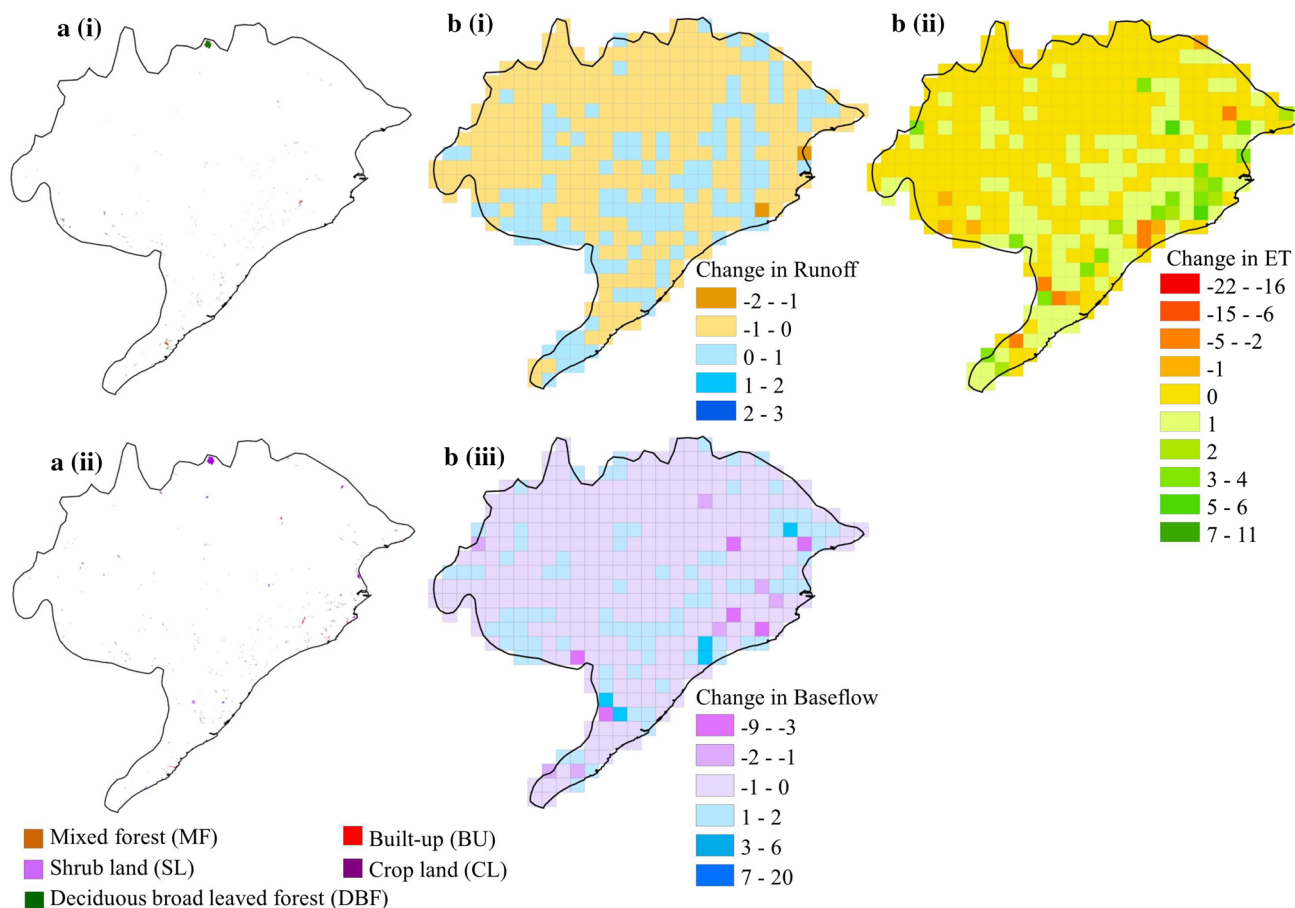 a (i)
b (i)
b (ii)
Change in Runoff
-2 - -1
-1 - 0
0 - 1
1 - 2
2 - 3
Change in ET
-22 - -16
-15 - -6
-5 - -2
-1
0
1
2
3 - 4
5 - 6
7 - 11
a (ii)
b (iii)
Change in Baseflow
-9 - -3
-2 - -1
-1 - 0
1 - 2
3 - 6
7 - 20
Mixed forest (MF)
Built-up (BU)
Shrub land (SL)
Crop land (CL)
Deciduous broad leaved forest (DBF)